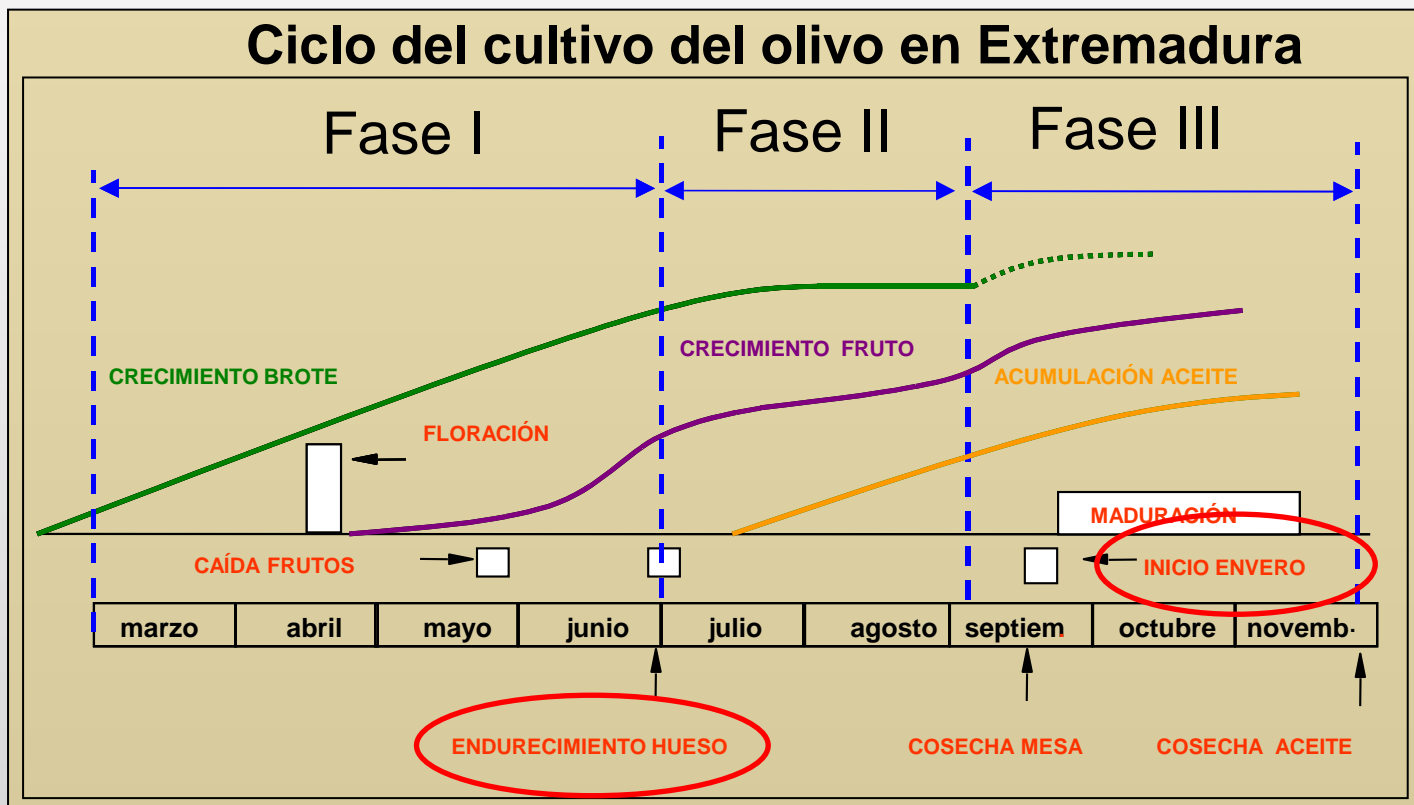 Ciclo del cultivo del olivo en Extremadura
Fase I
Fase II
Fase III
CRECIMIENTO BROTE
CRECIMIENTO FRUTO
ACUMULACIÓN ACEITE
FLORACIÓN
MADURACIÓN
CAÍDA FRUTOS
INICIO ENVERO
marzo
abril
mayo
junio
julio
agosto
septiem.
octubre
novemb.
ENDURECIMIENTO HUESO
COSECHA MESA
COSECHA ACEITE